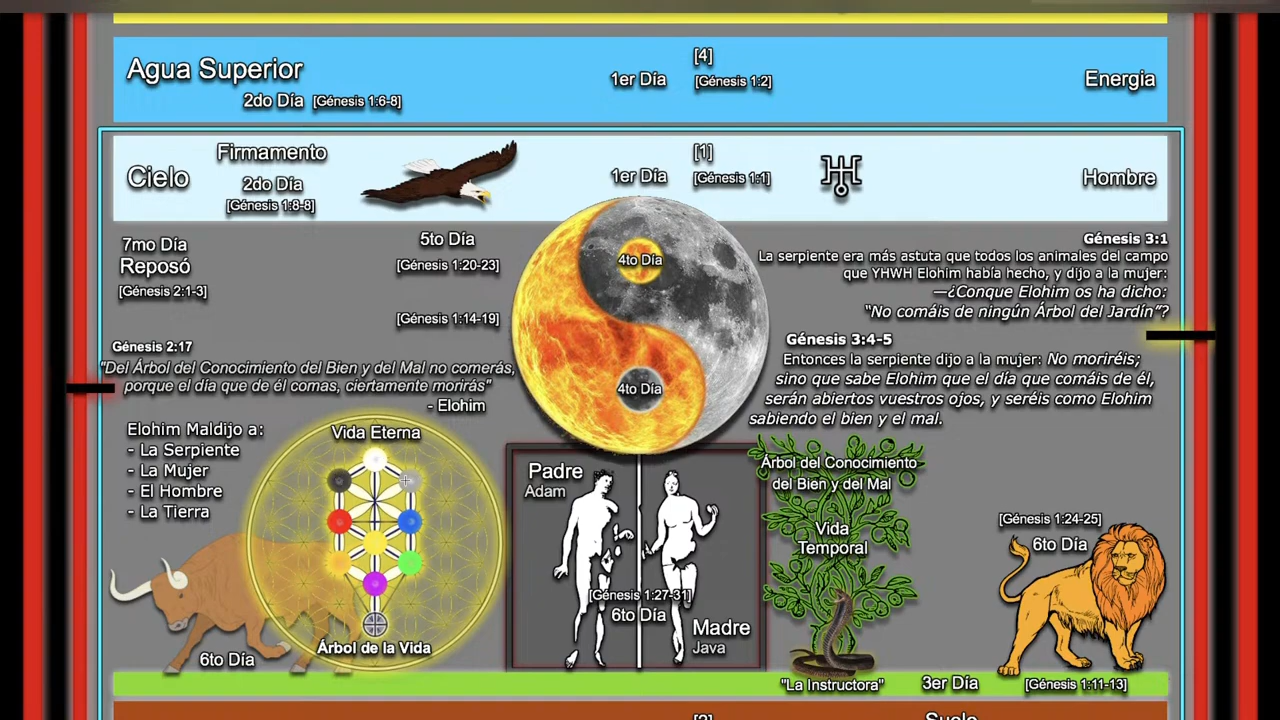 Agua Superior
2do Día [Génesis 1:6-8]
1er Día
[4]
[Génesis 1:2]
Energia
Cielo
Firmamento
2do Día
[Génesis 1:8-8]
1er Día
[1]
[Génesis 1:1]
Hombre
7mo Día
Reposó
[Génesis 2:1-3]
5to Día
[Génesis 1:20-23]
[Génesis 1:14-19]
4to Día
4to Día
Génesis 3:1
La serpiente era más astuta que todos los animales del campo
que YHWH Elohim había hecho, y dijo a la mujer:
—¿Conque Elohim os ha dicho:
“No comáis de ningún Árbol del Jardín”?
Génesis 2:17
"Del Árbol del Conocimiento del Bien y del Mal no comerás,
porque el día que de él comas, ciertamente morirás"
- Elohim
Génesis 3:4-5
Entonces la serpiente dijo a la mujer: No moriréis;
sino que sabe Elohim que el día que comáis de él,
serán abiertos vuestros ojos, y seréis como Elohim
sabiendo el bien y el mal.
Elohim Maldijo a:
- La Serpiente
- La Mujer
- El Hombre
- La Tierra
Vida Eterna
Árbol de la Vida
6to Día
Padre
Adam
[Génesis 1:27-31]
6to Día
Madre
Java
Árbol del Conocimiento
del Bien y del Mal
Vida
Temporal
"La Instructora"
[Génesis 1:24-25]
6to Día
3er Día
[Génesis 1:11-13]